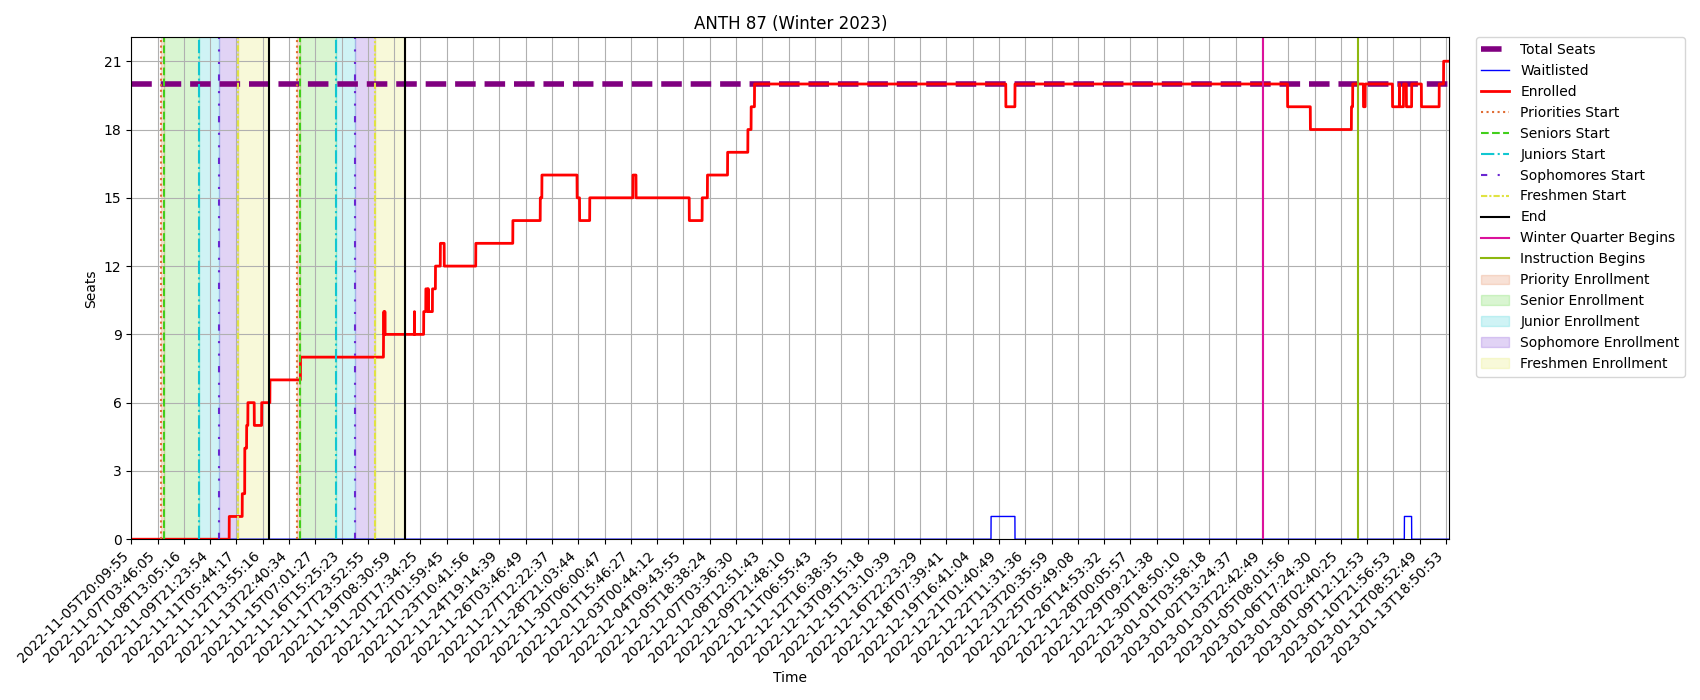 ANTH 87 (Winter 2023)
Seats
21
18
15
12
9
6
3
0
2022-11-05T20:09:55
2022-11-07T03:46:05
2022-11-08T13:05:16
2022-11-09T21:23:54
2022-11-11T05:44:17
2022-11-12T13:55:16
2022-11-13T22:40:34
2022-11-15T07:01:27
2022-11-16T15:25:23
2022-11-17T23:52:55
2022-11-19T08:30:59
2022-11-20T17:34:25
2022-11-22T01:59:45
2022-11-23T10:41:56
2022-11-24T19:14:39
2022-11-26T03:46:49
2022-11-27T12:22:37
2022-11-28T21:03:44
2022-11-30T06:00:47
2022-12-01T15:46:27
2022-12-03T00:44:12
2022-12-04T09:43:55
2022-12-05T18:38:24
2022-12-07T03:36:30
2022-12-08T12:51:43
2022-12-09T21:48:10
2022-12-11T06:55:43
2022-12-12T16:38:35
2022-12-14T09:15:18
2022-12-15T13:10:39
2022-12-16T22:23:29
2022-12-18T07:39:41
2022-12-19T16:41:04
2022-12-21T01:40:49
2022-12-22T11:31:36
2022-12-23T20:35:59
2022-12-25T05:49:08
2022-12-26T14:53:32
2022-12-28T00:05:57
2022-12-29T09:21:38
2022-12-30T18:50:10
2023-01-01T03:58:18
2023-01-02T13:24:37
2023-01-03T22:42:49
2023-01-05T08:01:56
2023-01-06T17:24:30
2023-01-08T02:40:25
2023-01-09T12:12:53
2023-01-10T21:56:53
2023-01-12T08:52:49
2023-01-13T18:50:53
Time
Total Seats
Waitlisted
Enrolled
Priorities Start
Seniors Start
Juniors Start
Sophomores Start
Freshmen Start
End
Winter Quarter Begins
Instruction Begins
Priority Enrollment
Senior Enrollment
Junior Enrollment
Sophomore Enrollment
Freshmen Enrollment